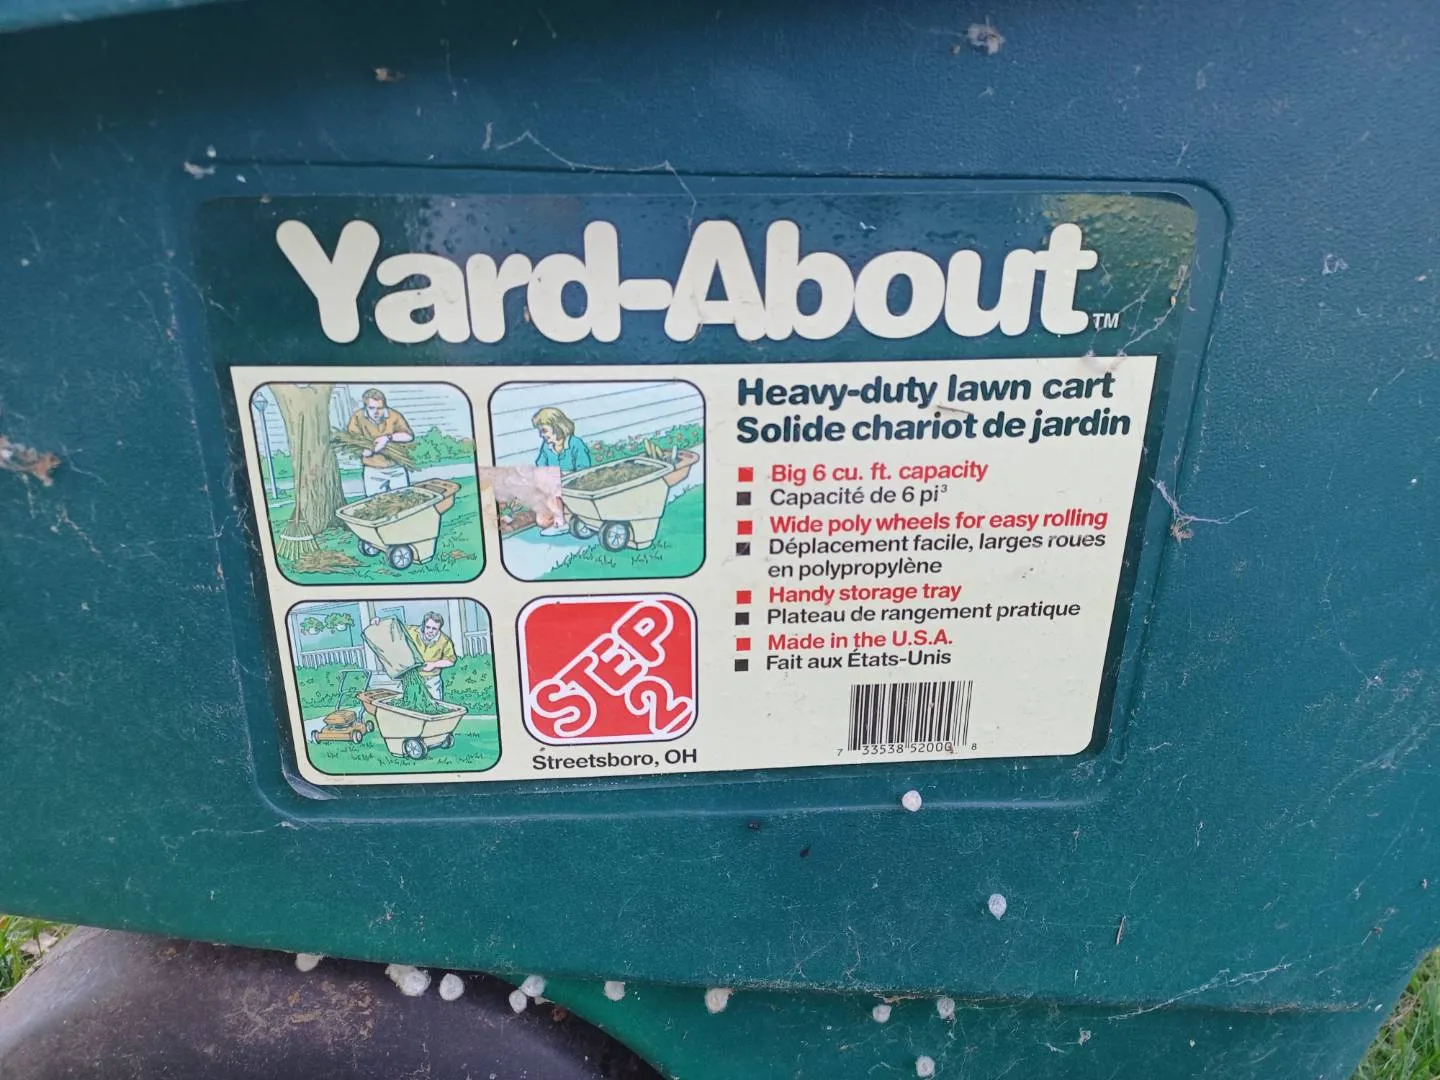 Yard-About™
Heavy-duty lawn cart
Solide chariot de jardin
Big 6 cu. ft. capacity
Capacité de 6 pi³
Wide poly wheels for easy rolling
Déplacement facile, larges roues
en polypropylène
Handy storage tray
Plateau de rangement pratique
Made in the U.S.A.
Fait aux États-Unis
STEP
2
Streetsboro, OH
7 33538 52000 8